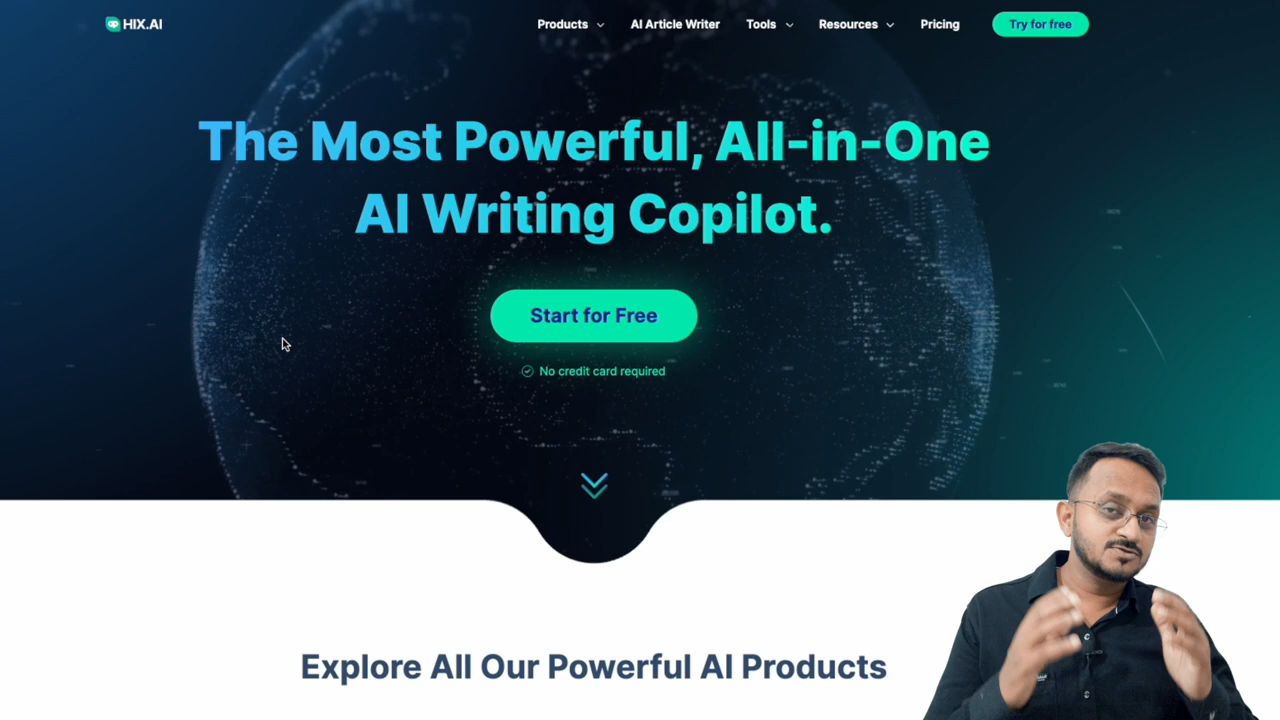 HIX.AI
Products
AI Article Writer
Tools
Resources
Pricing
Try for free
The Most Powerful, All-in-One
AI Writing Copilot.
Start for Free
No credit card required
Explore All Our Powerful AI Products